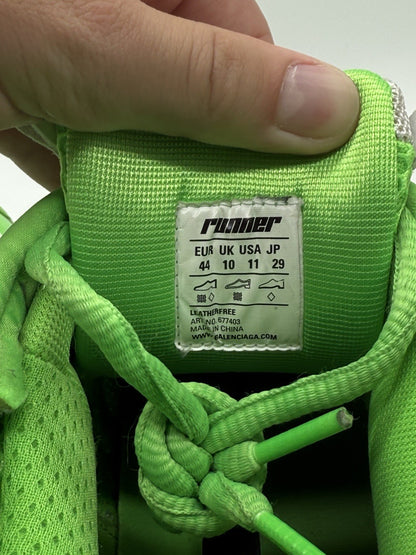 runner
EUR UK USA JP
44 10 11 29
LEATHERFREE
ART. NO. 677403
MADE IN CHINA
WWW.BALENCIAGA.COM